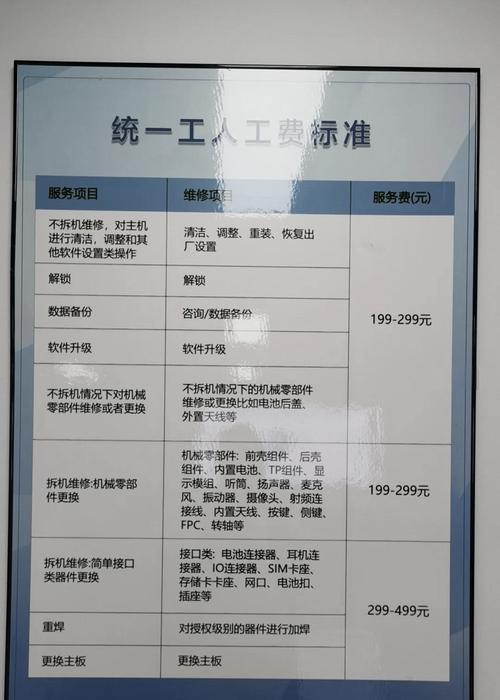 统一工人工费标准
服务项目 维修项目 服务费(元)
不拆机维修，对主机
进行清洁，调整和其
他软件设置类操作
清洁、调整、重装、恢复出
厂设置
解锁 解锁
数据备份 咨询/数据备份
199-299元
软件升级 软件升级
不拆机情况下对机械
零部件维修或者更换
不拆机情况下的机械零部件
维修或更换比如电池后盖、
外置天线等
拆机维修:机械零部
件更换
机械零部件: 前壳组件、后壳
组件、内置电池、TP组件、显
示模组、听筒、扬声器、麦克
风、振动器、摄像头、射频连
接线、内置天线、按键、侧键、
FPC、转轴等
199-299元
拆机维修:简单接口
类器件更换
接口类: 电池连接器、耳机连
接器、IO连接器、SIM卡座、
存储卡卡座、网口、电池扣、
插座等
299-499元
重焊 对授权级别的器件进行加焊
更换主板 更换主板